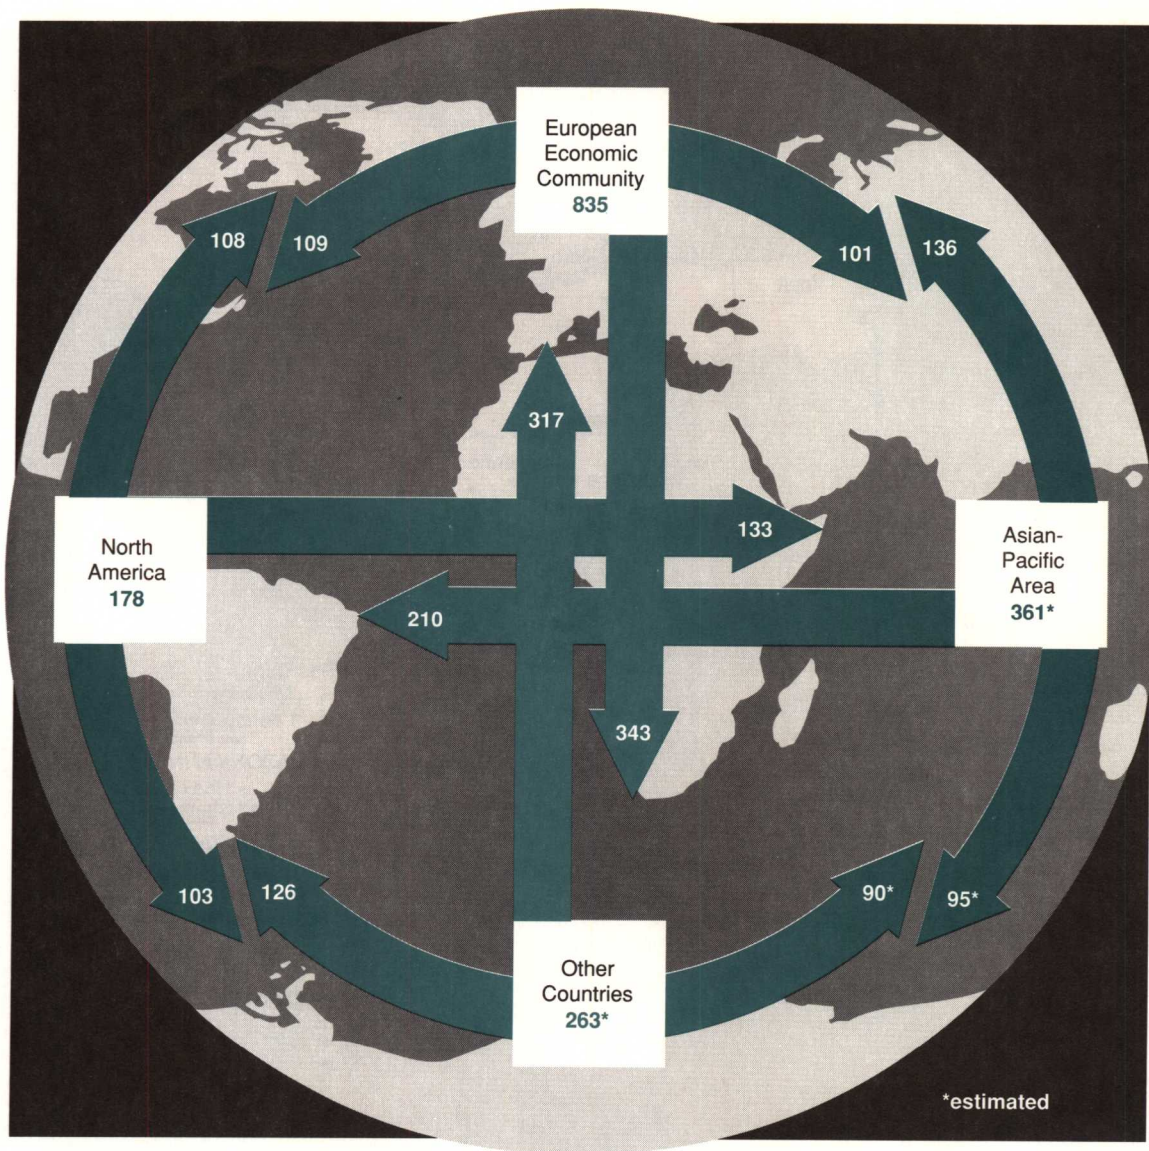 European
Economic
Community
835
108
109
101
136
317
133
North
America
178
Asian-
Pacific
Area
361*
210
343
103
126
90*
95*
Other
Countries
263*
*estimated